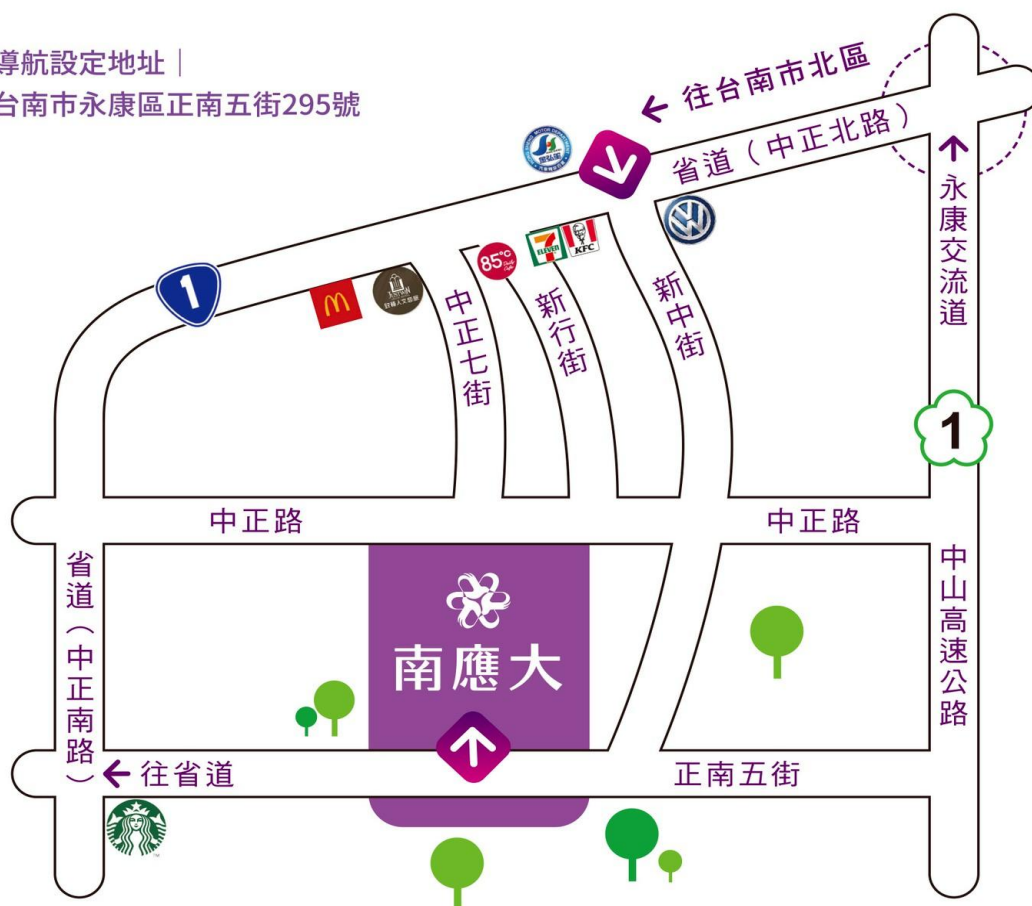 導航設定地址｜
台南市永康區正南五街295號
← 往台南市北區
省道（中正北路）
永康交流道
1
85°C
7
ELEVEN
KFC
中正七街
新行街
新中街
1
中正路
中正路
省道（中正南路）
南應大
中山高速公路
← 往省道
正南五街